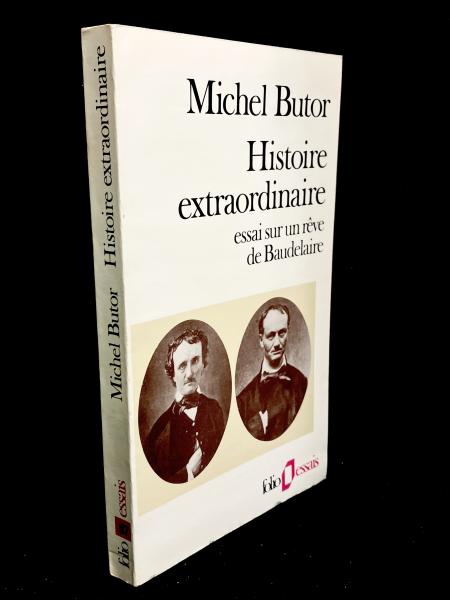 Michel Butor
Histoire
extraordinaire
essai sur un rêve
de Baudelaire
folio essais
Michel Butor Histoire extraordinaire
folio essais